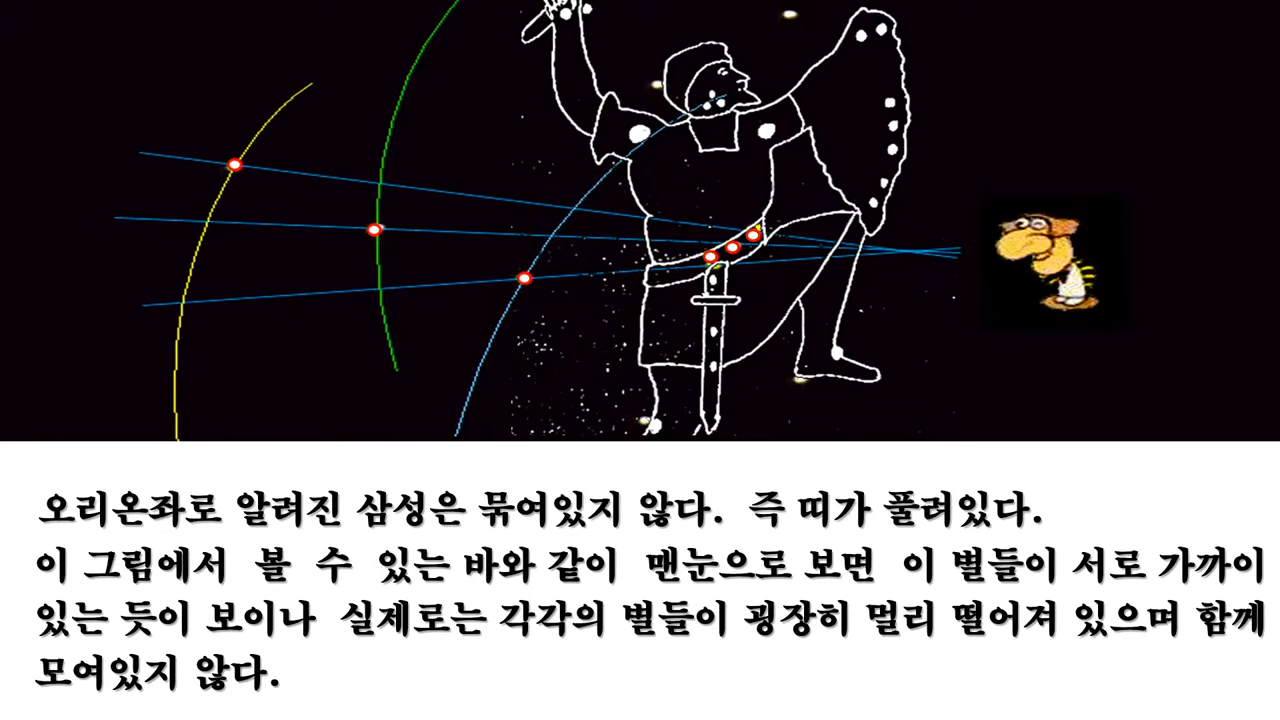 오리온좌로 알려진 삼성은 묶여있지 않다. 즉 띠가 풀려있다.
이 그림에서 볼 수 있는 바와 같이 맨눈으로 보면 이 별들이 서로 가까이
있는 듯이 보이나 실제로는 각각의 별들이 굉장히 멀리 떨어져 있으며 함께
모여있지 않다.